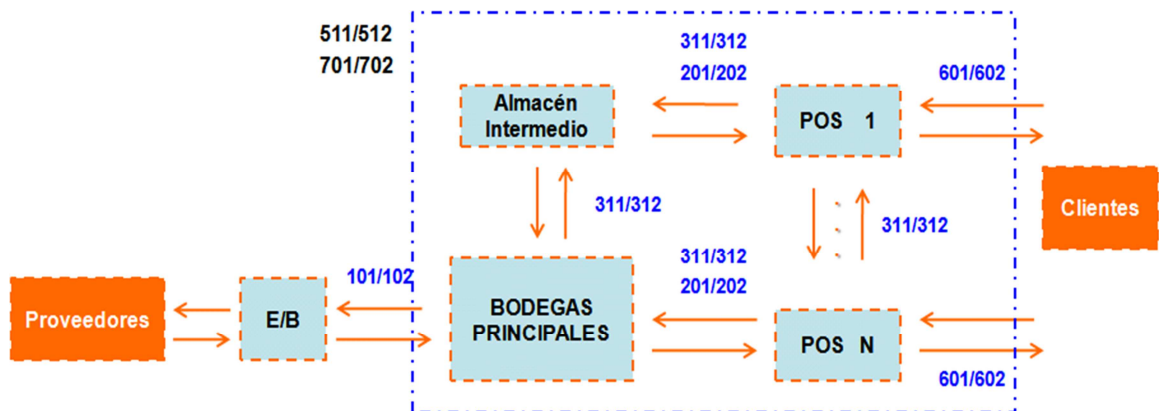 511/512
701/702
311/312
201/202
601/602
Almacén
Intermedio
POS 1
311/312
311/312
Clientes
101/102
311/312
201/202
Proveedores
E/B
BODEGAS
PRINCIPALES
POS N
601/602